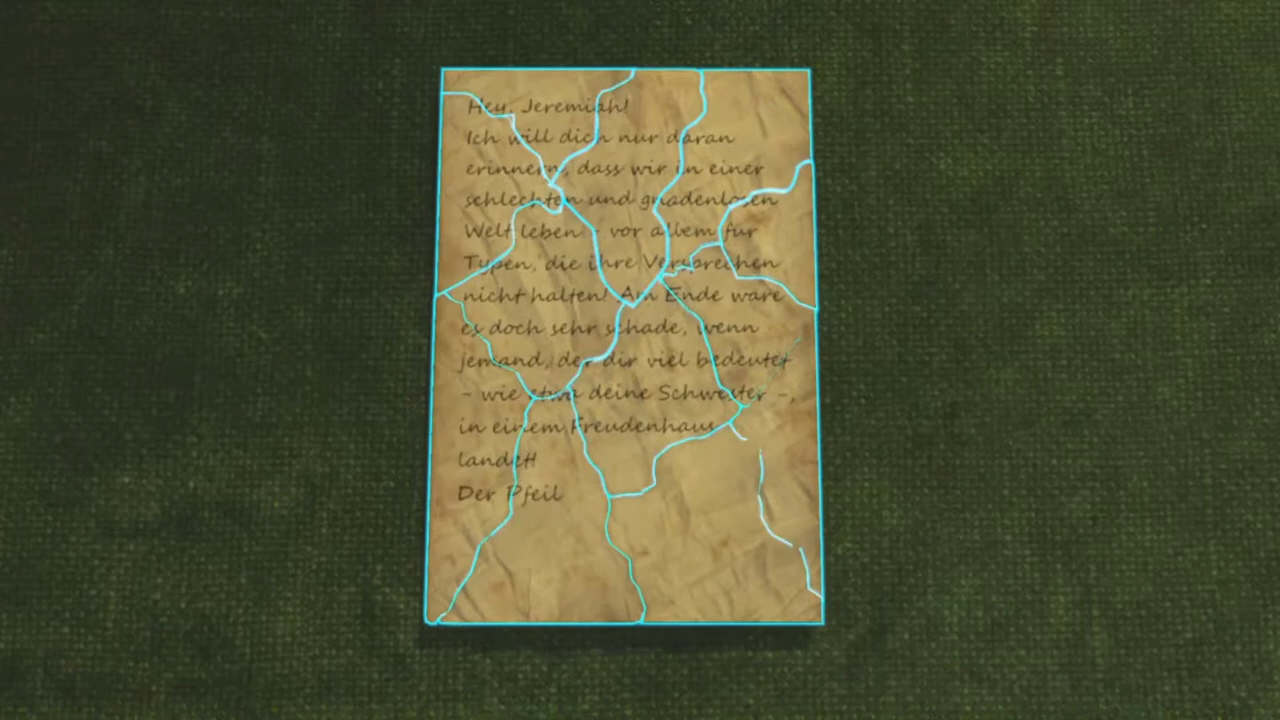 Hey, Jeremiah!
Ich will dich nur daran
erinnern, dass wir in einer
schlechten und gnadenlosen
Welt leben - vor allem für
Typen, die ihre Versprechen
nicht halten! Am Ende wäre
es doch sehr schade, wenn
jemand, der dir viel bedeutet
- wie etwa deine Schwester -,
in einem Freudenhaus
landet!
Der Pfeil